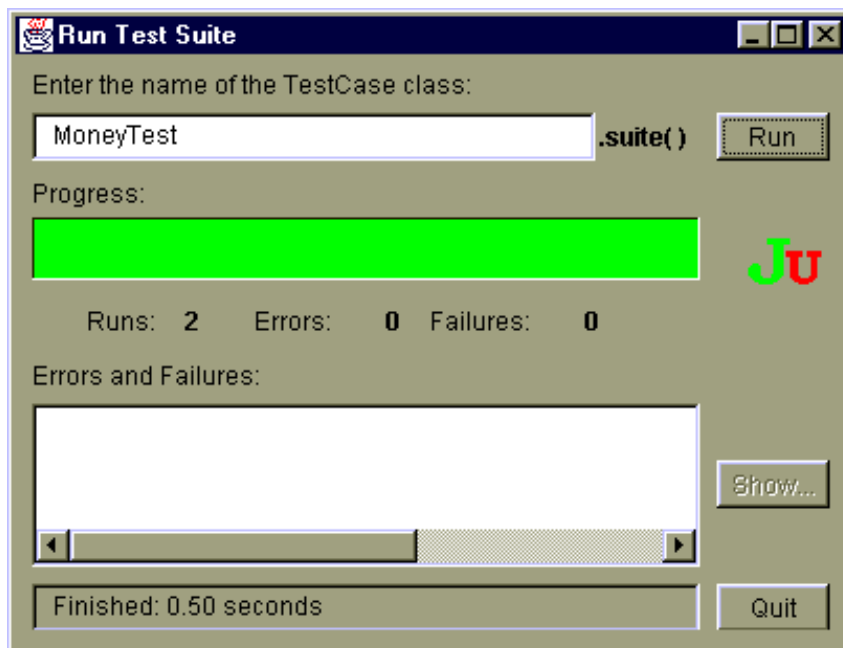 Run Test Suite
Enter the name of the TestCase class:
MoneyTest .suite( ) Run
Progress:
JU
Runs: 2 Errors: 0 Failures: 0
Errors and Failures:
Show...
Finished: 0.50 seconds Quit